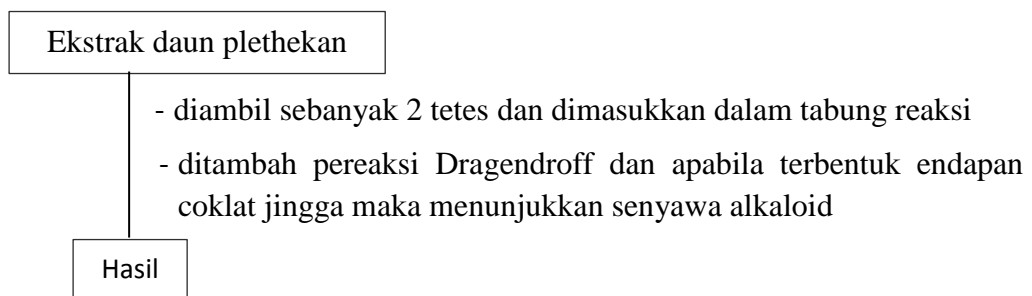 Ekstrak daun plethekan
- diambil sebanyak 2 tetes dan dimasukkan dalam tabung reaksi
- ditambah pereaksi Dragendroff dan apabila terbentuk endapan
coklat jingga maka menunjukkan senyawa alkaloid
Hasil